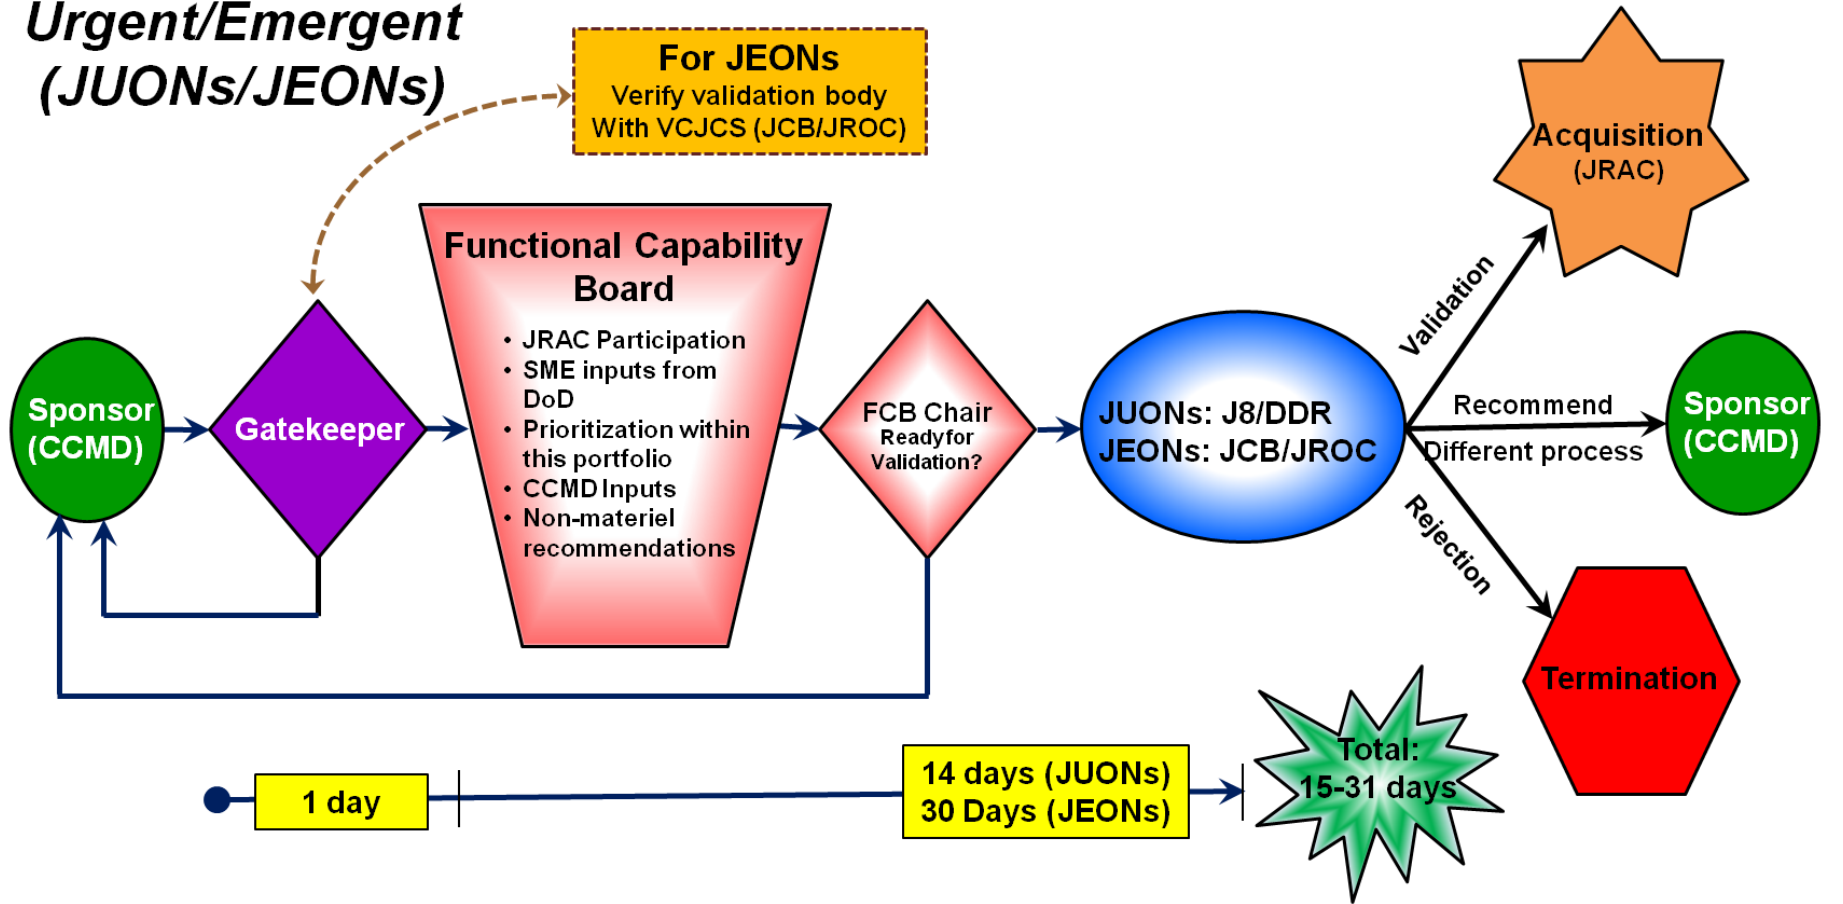 Urgent/Emergent
(JUONs/JEONs)
For JEONs
Verify validation body
With VCJCS (JCB/JROC)
Acquisition
(JRAC)
Functional Capability
Board
• JRAC Participation
• SME inputs from
DoD
• Prioritization within
this portfolio
• CCMD Inputs
• Non-materiel
recommendations
Sponsor
(CCMD)
Gatekeeper
FCB Chair
Ready for
Validation?
JUONs: J8/DDR
JEONs: JCB/JROC
Validation
Recommend
Different process
Rejection
Sponsor
(CCMD)
Termination
1 day
14 days (JUONs)
30 Days (JEONs)
Total:
15-31 days